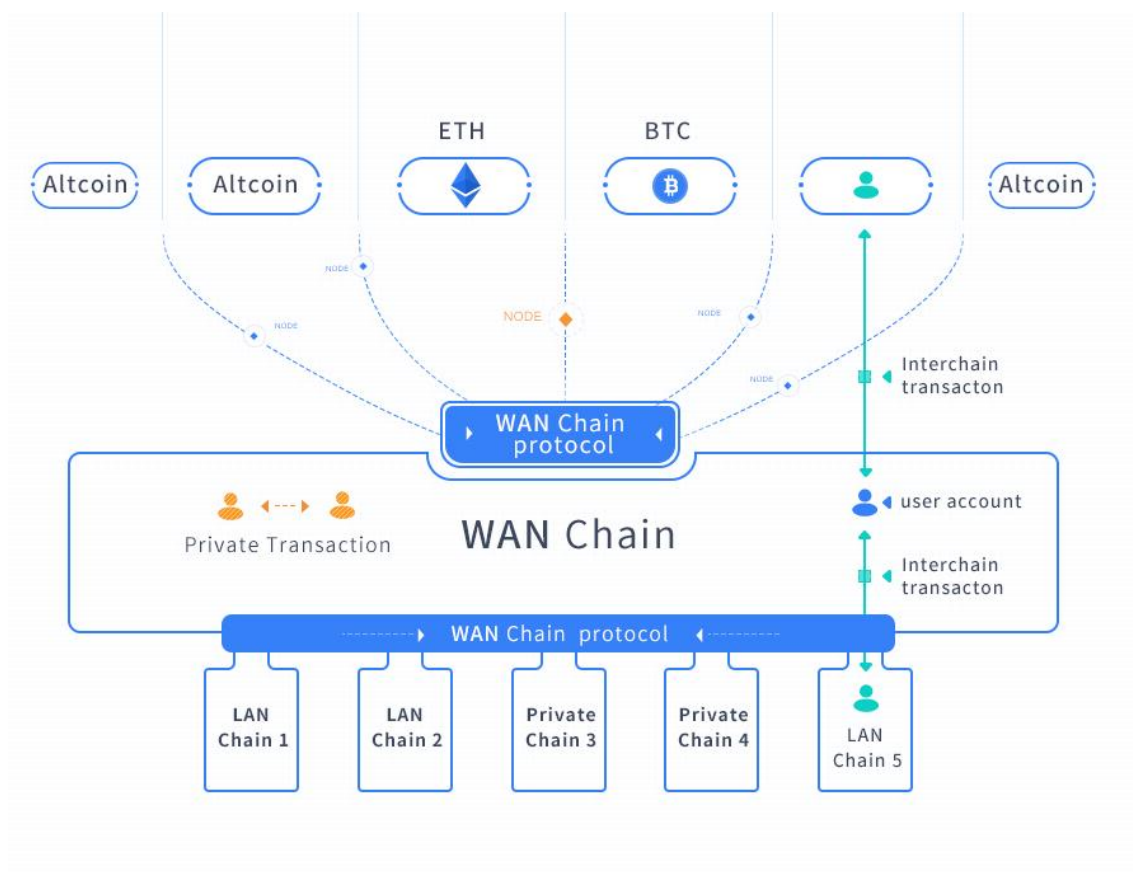 ETH
BTC
Altcoin
Altcoin
Altcoin
NODE
NODE
NODE
NODE
NODE
Interchain
transacton
WAN Chain
protocol
Private Transaction
WAN Chain
user account
Interchain
transacton
WAN Chain protocol
LAN
Chain 1
LAN
Chain 2
Private
Chain 3
Private
Chain 4
LAN
Chain 5